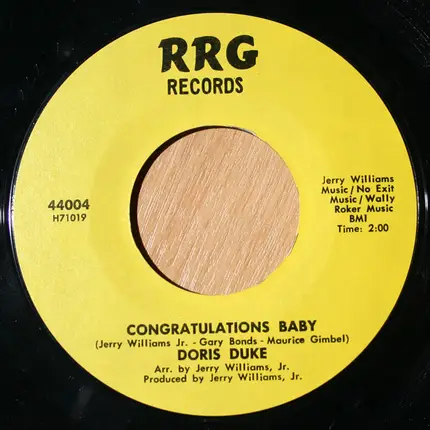 RRG
RECORDS
44004
H71019
Jerry Williams
Music/No Exit
Music/Wally
Roker Music
BMI
Time: 2:00
CONGRATULATIONS BABY
(Jerry Williams Jr. - Gary Bonds - Maurice Gimbel)
DORIS DUKE
Arr. by Jerry Williams, Jr.
Produced by Jerry Williams, Jr.